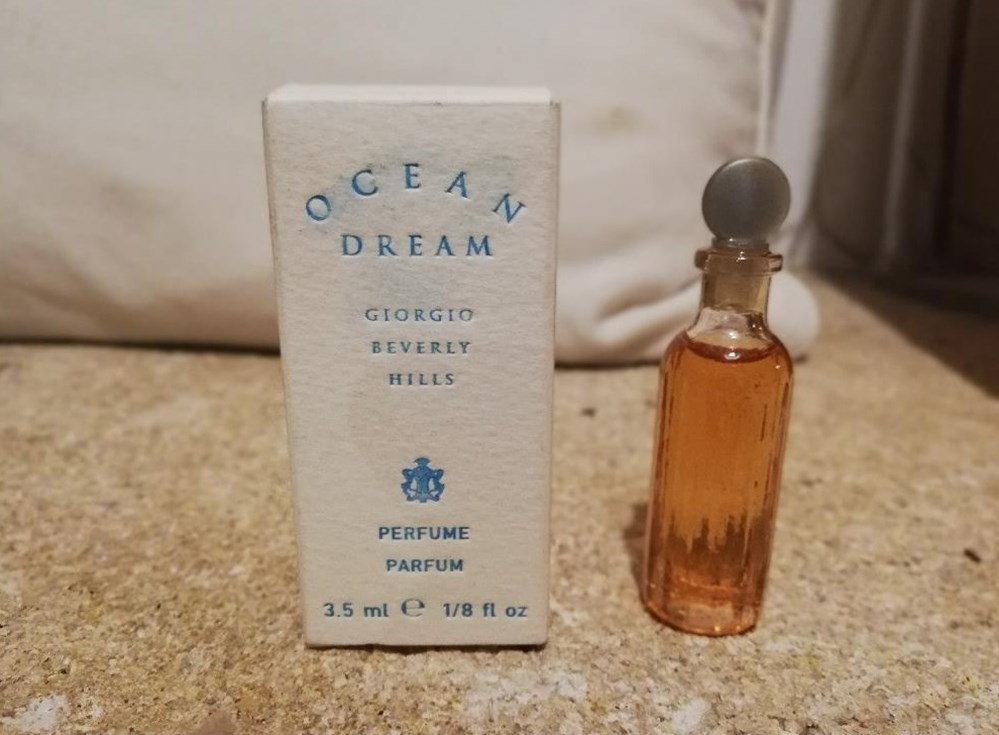 OCEAN
DREAM
GIORGIO
BEVERLY
HILLS
PERFUME
PARFUM
3.5 ml ℮ 1/8 fl oz